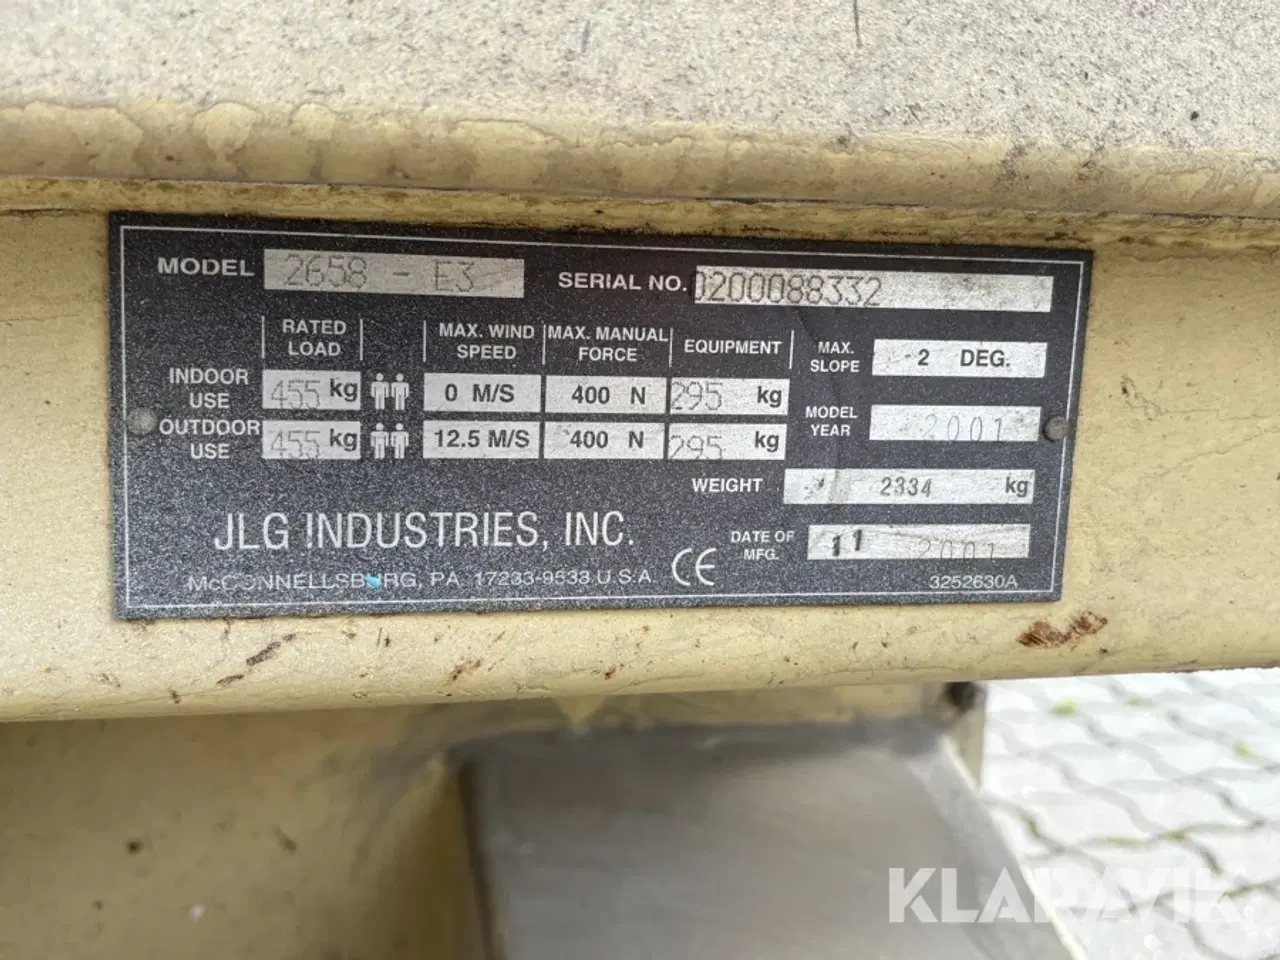 MODEL 2658 - E3 SERIAL NO. 0200088332
RATED LOAD MAX. WIND SPEED MAX. MANUAL FORCE EQUIPMENT MAX. SLOPE 2 DEG.
INDOOR USE 455 kg 0 M/S 400 N 295 kg
OUTDOOR USE 455 kg 12.5 M/S 400 N 295 kg
MODEL YEAR 2001
WEIGHT 2334 kg
JLG INDUSTRIES, INC. DATE OF MFG. 11 2001
McCONNELLSBURG, PA 17233-9533 U.S.A CE 3252630A
KLARAVIK